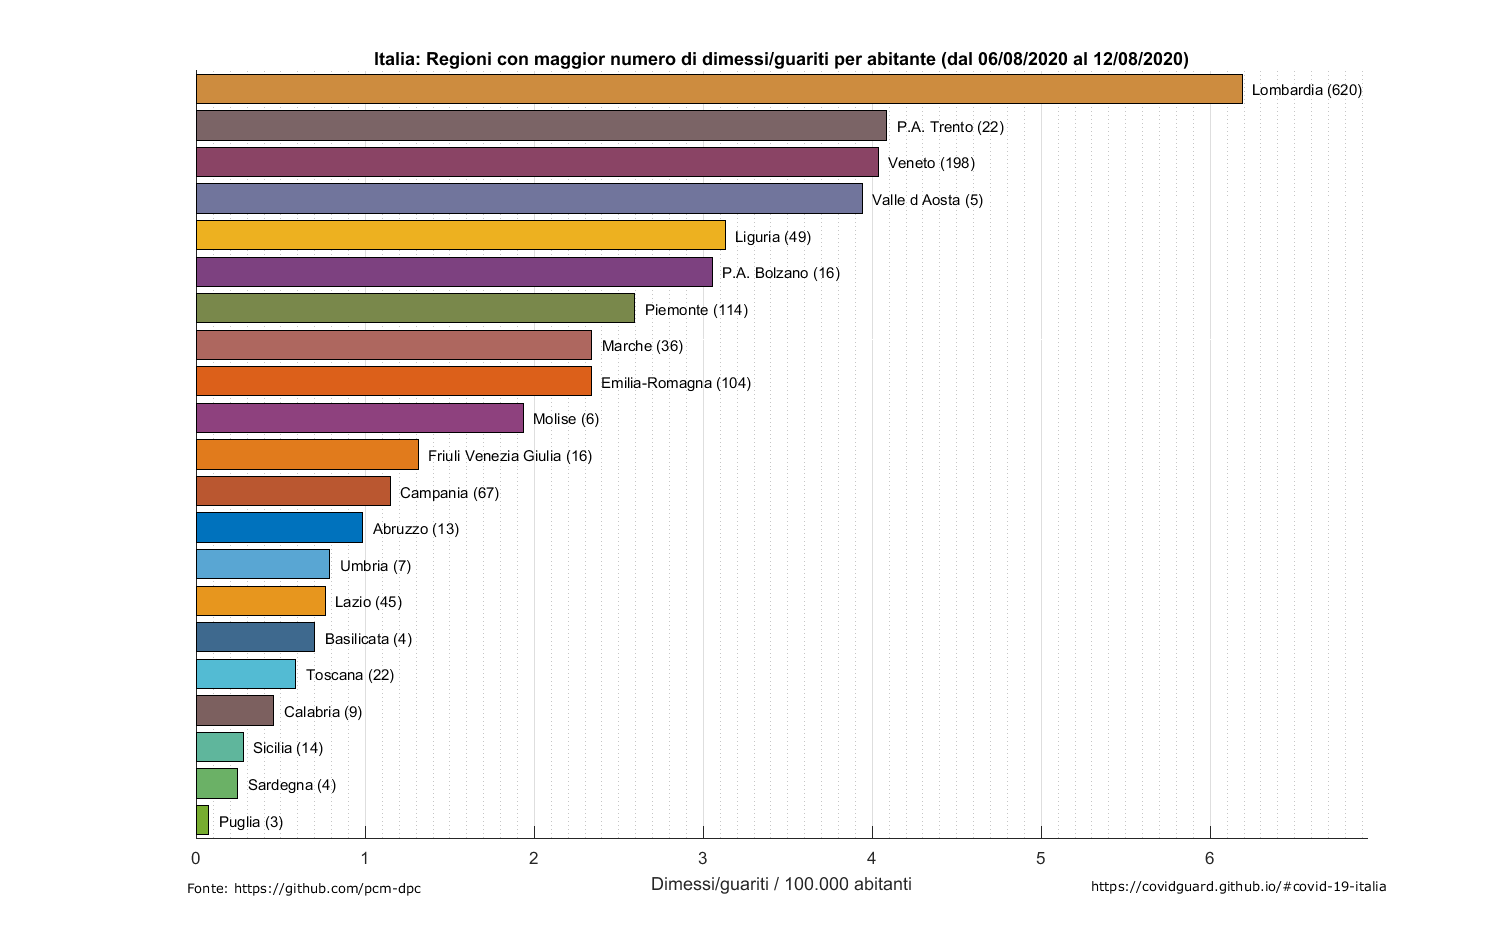 Italia: Regioni con maggior numero di dimessi/guariti per abitante (dal 06/08/2020 al 12/08/2020)
Lombardia (620)
P.A. Trento (22)
Veneto (198)
Valle d Aosta (5)
Liguria (49)
P.A. Bolzano (16)
Piemonte (114)
Marche (36)
Emilia-Romagna (104)
Molise (6)
Friuli Venezia Giulia (16)
Campania (67)
Abruzzo (13)
Umbria (7)
Lazio (45)
Basilicata (4)
Toscana (22)
Calabria (9)
Sicilia (14)
Sardegna (4)
Puglia (3)
0 1 2 3 4 5 6
Dimessi/guariti / 100.000 abitanti
Fonte: https://github.com/pcm-dpc
https://covidguard.github.io/#covid-19-italia